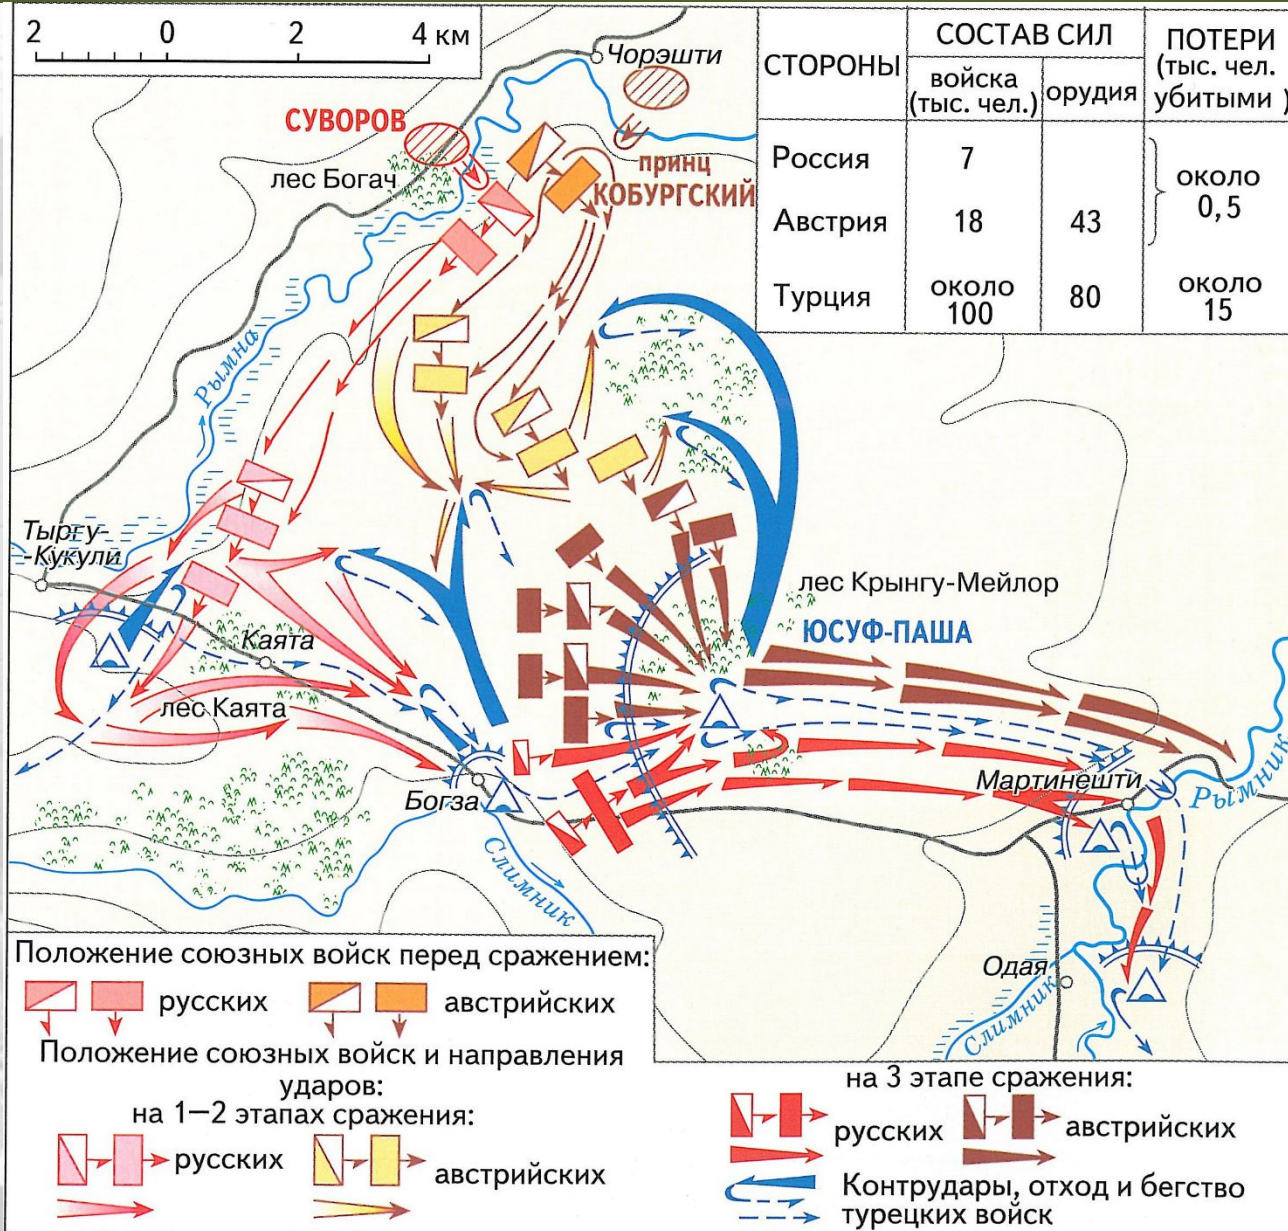 2 0 2 4 км
СТОРОНЫ
СОСТАВ СИЛ
войска
(тыс. чел.)
орудия
ПОТЕРИ
(тыс. чел.
убитыми )
Россия 7
Австрия 18 43
около
0,5
Турция около
100 80 около
15
Чорэшти
СУВОРОВ
лес Богач
принц
КОБУРГСКИЙ
Рымна
Тыргу-
-Кукули
Каята
лес Каята
лес Крынгу-Мейлор
ЮСУФ-ПАША
Богза
Мартинешти
Рымник
Слимник
Одая
Слимник
Положение союзных войск перед сражением:
русских австрийских
Положение союзных войск и направления
ударов:
на 1—2 этапах сражения:
русских австрийских
на 3 этапе сражения:
русских австрийских
Контрудары, отход и бегство
турецких войск